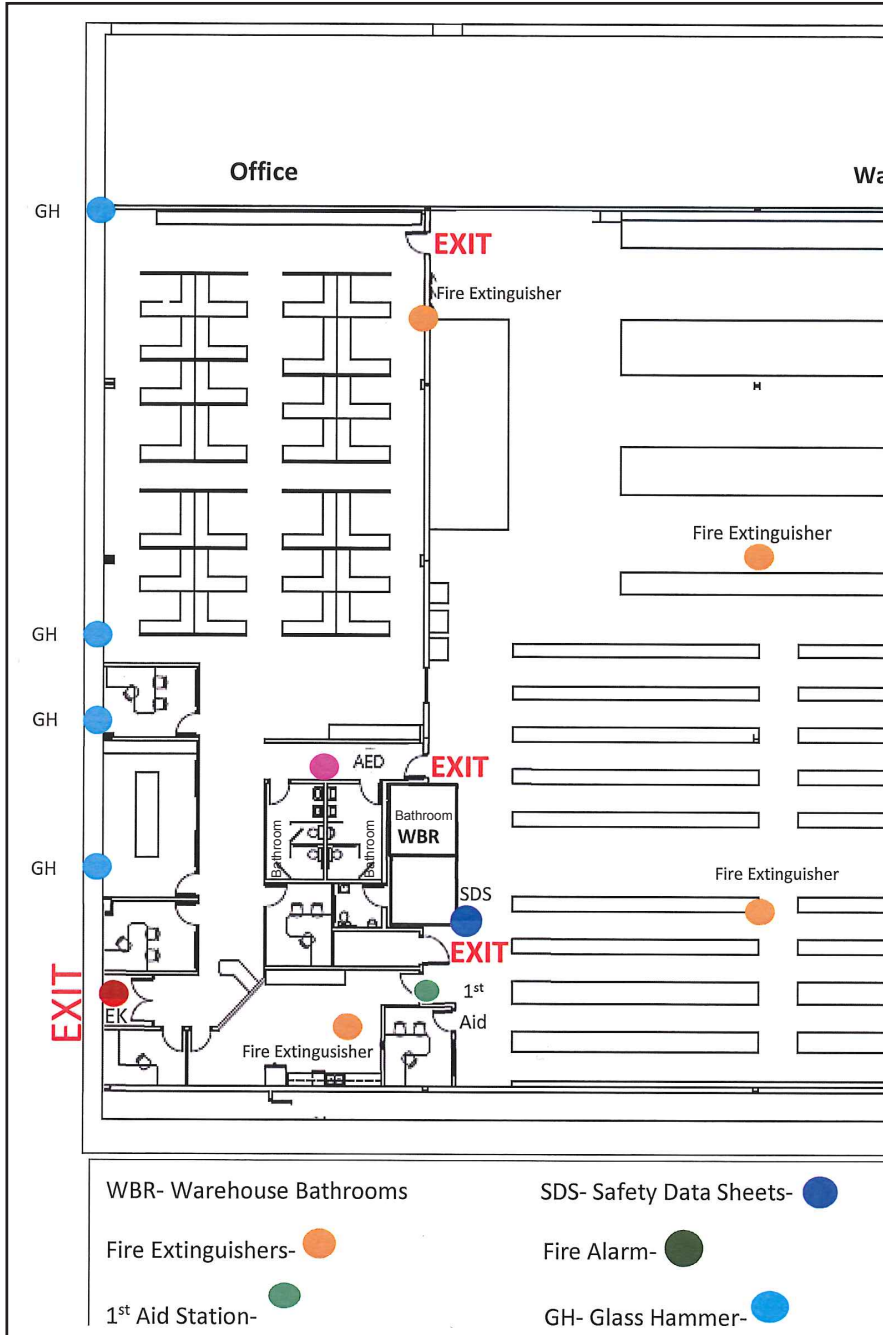 Office
Wa
GH
EXIT
Fire Extinguisher
Fire Extinguisher
GH
GH
AED
EXIT
Bathroom
WBR
Bathroom
Bathroom
GH
Fire Extinguisher
SDS
EXIT
EXIT
EK
1st
Aid
Fire Extingusisher
WBR- Warehouse Bathrooms
SDS- Safety Data Sheets-
Fire Extinguishers-
Fire Alarm-
1st Aid Station-
GH- Glass Hammer-